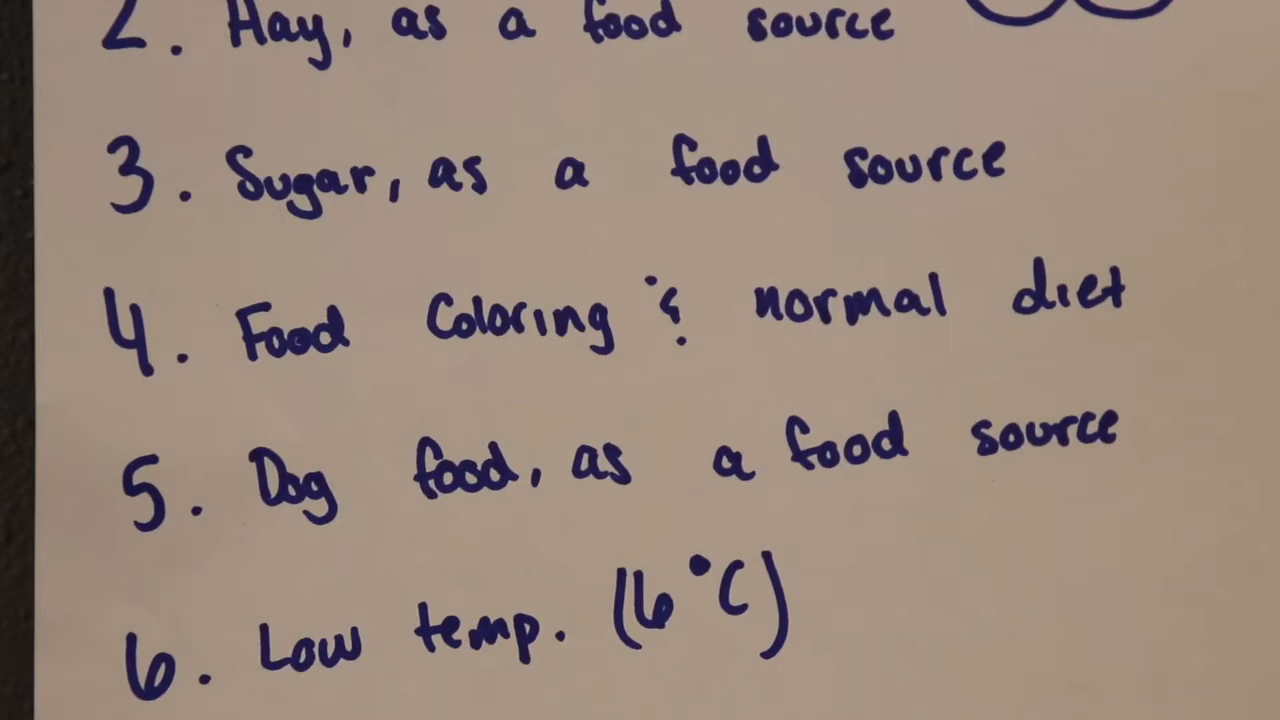 2. Hay, as a food source
3. Sugar, as a food source
4. Food Coloring & normal diet
5. Dog food, as a food source
6. Low temp. (6°C)